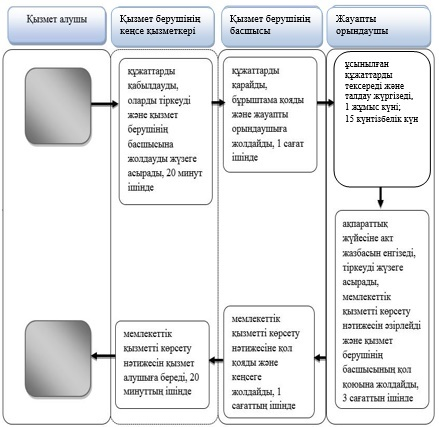 Қызмет алушы
Қызмет берушінің
кеңсе қызметкері
Қызмет берушінің
басшысы
Жауапты
орындаушы
құжаттарды
қабылдауды,
оларды тіркеуді
және қызмет
берушінің
басшысына
жолдауды жүзеге
асырады, 20 минут
ішінде
құжаттарды
қарайды,
бұрыштама қояды
және жауапты
орындаушыға
жолдайды, 1 сағат
ішінде
ұсынылған
құжаттарды
тексереді және
талдау жүргізеді,
1 жұмыс күні;
15 күнтізбелік күн
ақпараттық
жүйесіне акт
жазбасын енгізеді,
тіркеуді жүзеге
асырады,
мемлекеттік
қызметті көрсету
нәтижесін әзірлейді
және қызмет
берушінің
басшысының қол
қоюына жолдайды,
3 сағаттын ішінде
мемлекеттік
қызметті көрсету
нәтижесіне қол
қояды және
кеңсеге
жолдайды, 1
сағаттың ішінде
мемлекеттік
қызметті көрсету
нәтижесін қызмет
алушыға береді, 20
минуттың ішінде